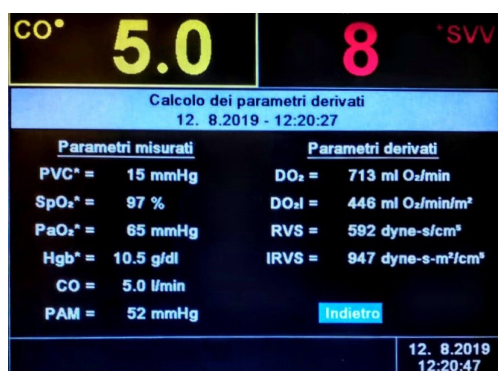 CO• 5.0 8 *SVV
Calcolo dei parametri derivati
12. 8.2019 - 12:20:27
Parametri misurati Parametri derivati
PVC* = 15 mmHg DO₂ = 713 ml O₂/min
SpO₂* = 97 % DO₂I = 446 ml O₂/min/m²
PaO₂* = 65 mmHg RVS = 592 dyne-s/cm⁵
Hgb* = 10.5 g/dl IRVS = 947 dyne-s-m²/cm⁵
CO = 5.0 l/min
PAM = 52 mmHg Indietro
12. 8.2019
12:20:47